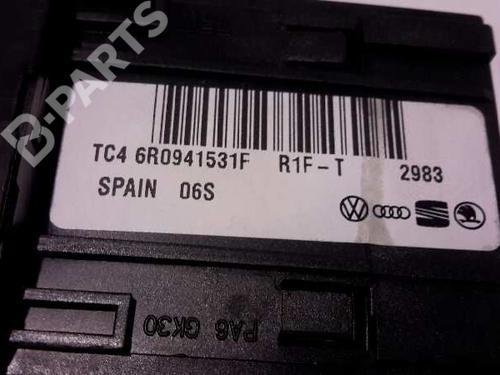 B-PARTS
TC4 6R0941531F R1F-T 2983
SPAIN 06S
PA6 GK30